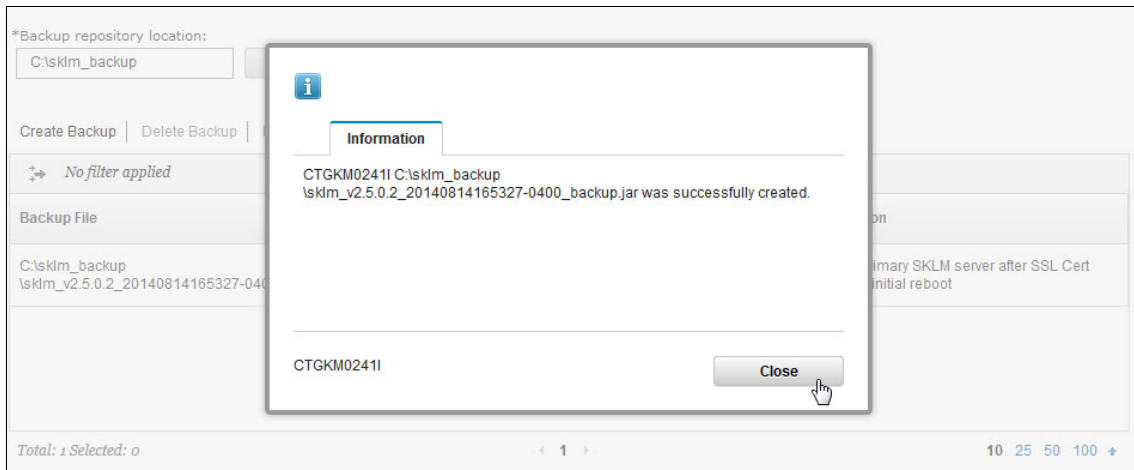 *Backup repository location:
C:\sklm_backup
Create Backup | Delete Backup
No filter applied
Backup File
C:\sklm_backup
\sklm_v2.5.0.2_20140814165327-040
SKLM server after SSL Cert
initial reboot
i
Information
CTGKM0241I C:\sklm_backup
\sklm_v2.5.0.2_20140814165327-0400_backup.jar was successfully created.
CTGKM0241I
Close
Total: 1 Selected: 0
1
10 25 50 100